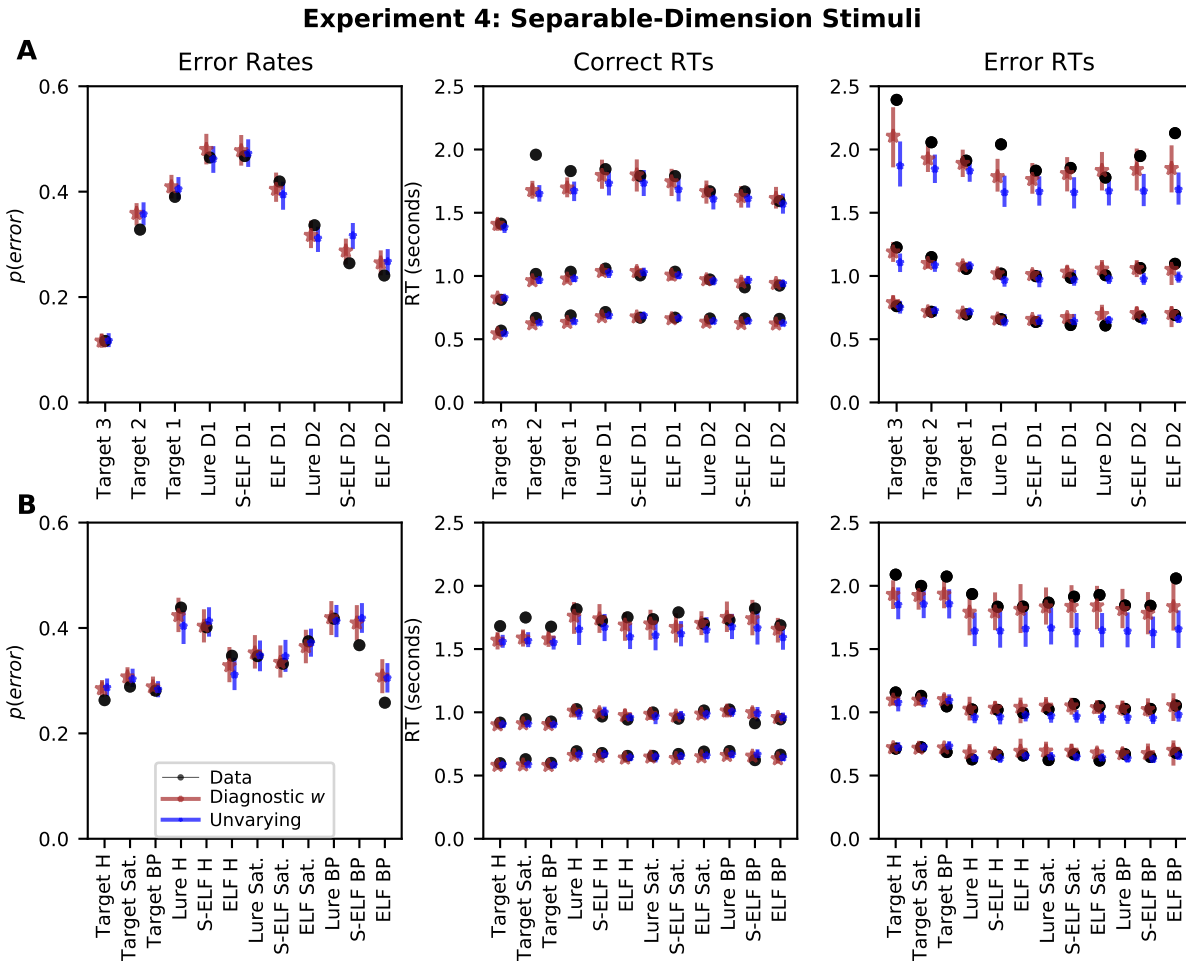 Experiment 4: Separable-Dimension Stimuli
A
Error Rates
Correct RTs
Error RTs
p(error)
0.6
0.4
0.2
0.0
Target 3
Target 2
Target 1
Lure D1
S-ELF D1
ELF D1
Lure D2
S-ELF D2
ELF D2
RT (seconds)
2.5
2.0
1.5
1.0
0.5
0.0
Target 3
Target 2
Target 1
Lure D1
S-ELF D1
ELF D1
Lure D2
S-ELF D2
ELF D2
2.5
2.0
1.5
1.0
0.5
0.0
Target 3
Target 2
Target 1
Lure D1
S-ELF D1
ELF D1
Lure D2
S-ELF D2
ELF D2
B
p(error)
0.6
0.4
0.2
0.0
Data
Diagnostic w
Unvarying
Target H
Target Sat.
Target BP
Lure H
S-ELF H
ELF H
Lure Sat.
S-ELF Sat.
ELF Sat.
Lure BP
S-ELF BP
ELF BP
RT (seconds)
2.5
2.0
1.5
1.0
0.5
0.0
Target H
Target Sat.
Target BP
Lure H
S-ELF H
ELF H
Lure Sat.
S-ELF Sat.
ELF Sat.
Lure BP
S-ELF BP
ELF BP
2.5
2.0
1.5
1.0
0.5
0.0
Target H
Target Sat.
Target BP
Lure H
S-ELF H
ELF H
Lure Sat.
S-ELF Sat.
ELF Sat.
Lure BP
S-ELF BP
ELF BP